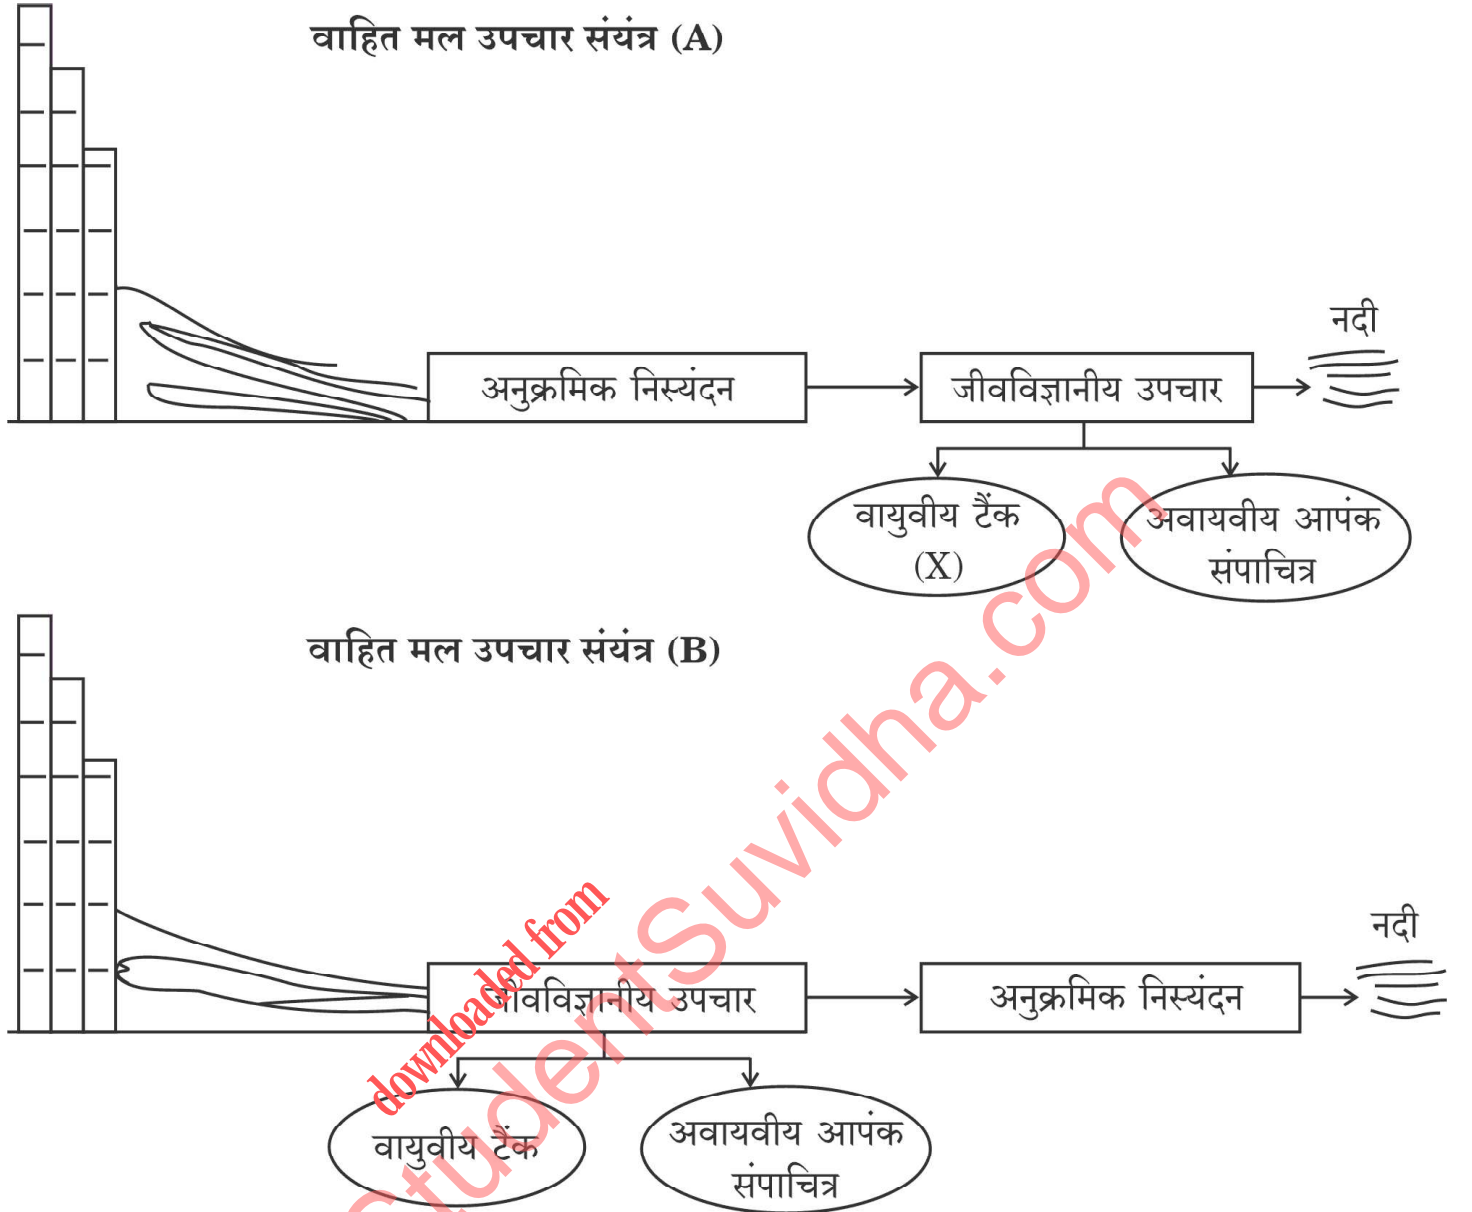 वाहित मल उपचार संयंत्र (A)
नदी
अनुक्रमिक निस्यंदन
जीवविज्ञानीय उपचार
वायुवीय टैंक
(X)
अवायवीय आपंक
संपाचित्र
वाहित मल उपचार संयंत्र (B)
नदी
जीवविज्ञानीय उपचार
अनुक्रमिक निस्यंदन
वायुवीय टैंक
अवायवीय आपंक
संपाचित्र
downloaded from
StudentSuvidha.com